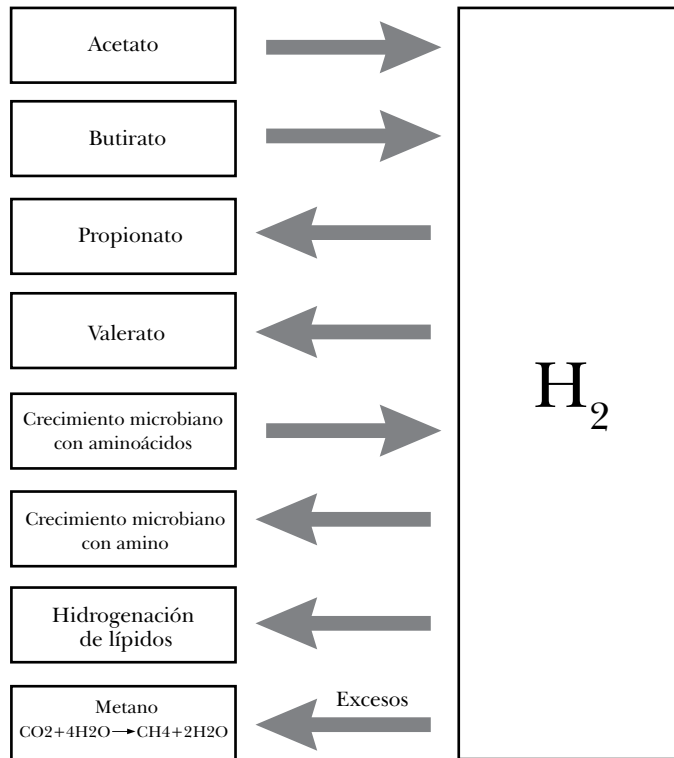 Acetato
Butirato
Propionato
Valerato
Crecimiento microbiano
con aminoácidos
Crecimiento microbiano
con amino
Hidrogenación
de lípidos
Metano
CO2+4H2O→CH4+2H2O
Excesos
H₂